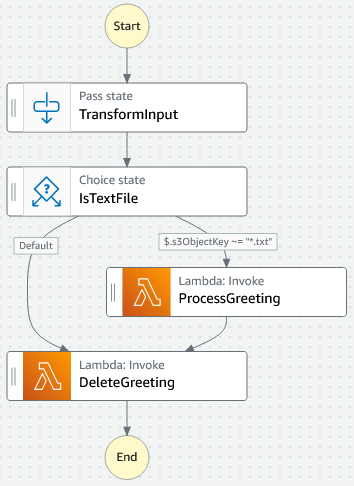 Start
Pass state
TransformInput
Choice state
IsTextFile
Default
$.s3ObjectKey ~= "*.txt"
Lambda: Invoke
ProcessGreeting
Lambda: Invoke
DeleteGreeting
End